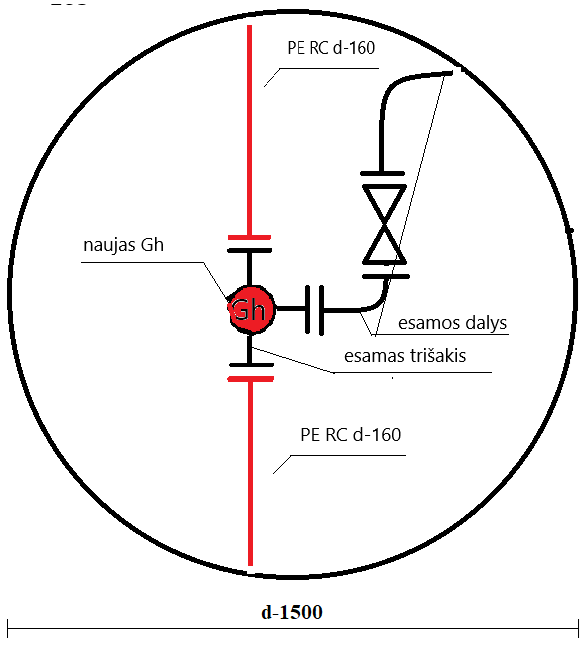 PE RC d-160
naujas Gh
Gh
esamos dalys
esamas trišakis
PE RC d-160
d-1500